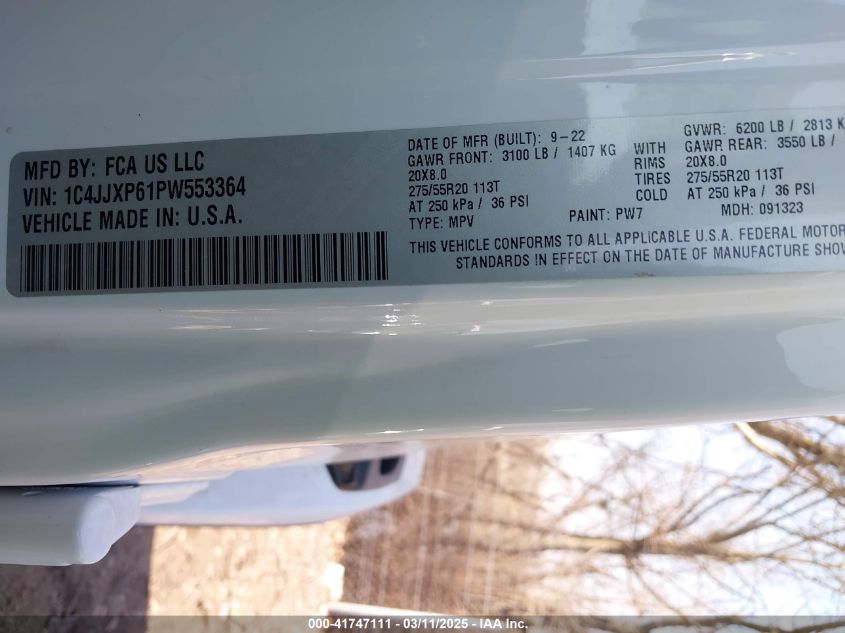 MFD BY: FCA US LLC
VIN: 1C4JJXP61PW553364
VEHICLE MADE IN: U.S.A.
DATE OF MFR (BUILT): 9-22
GAWR FRONT: 3100 LB / 1407 KG
20X8.0
275/55R20 113T
AT 250 kPa / 36 PSI
TYPE: MPV
PAINT: PW7
WITH
RIMS
TIRES
COLD
GVWR: 6200 LB / 2813 K
GAWR REAR: 3550 LB /
20X8.0
275/55R20 113T
AT 250 kPa / 36 PSI
MDH: 091323
THIS VEHICLE CONFORMS TO ALL APPLICABLE U.S.A. FEDERAL MOTOR
STANDARDS IN EFFECT ON THE DATE OF MANUFACTURE SHOW
000-41747111 — 03/11/2025 — IAA Inc.